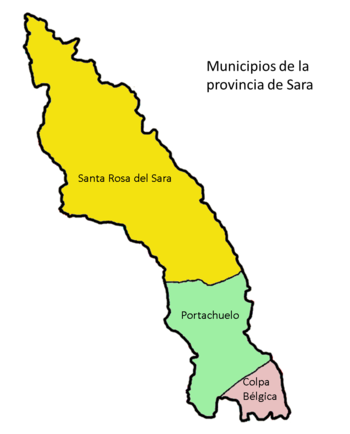 Municipios de la
provincia de Sara
Santa Rosa del Sara
Portachuelo
Colpa
Bélgica